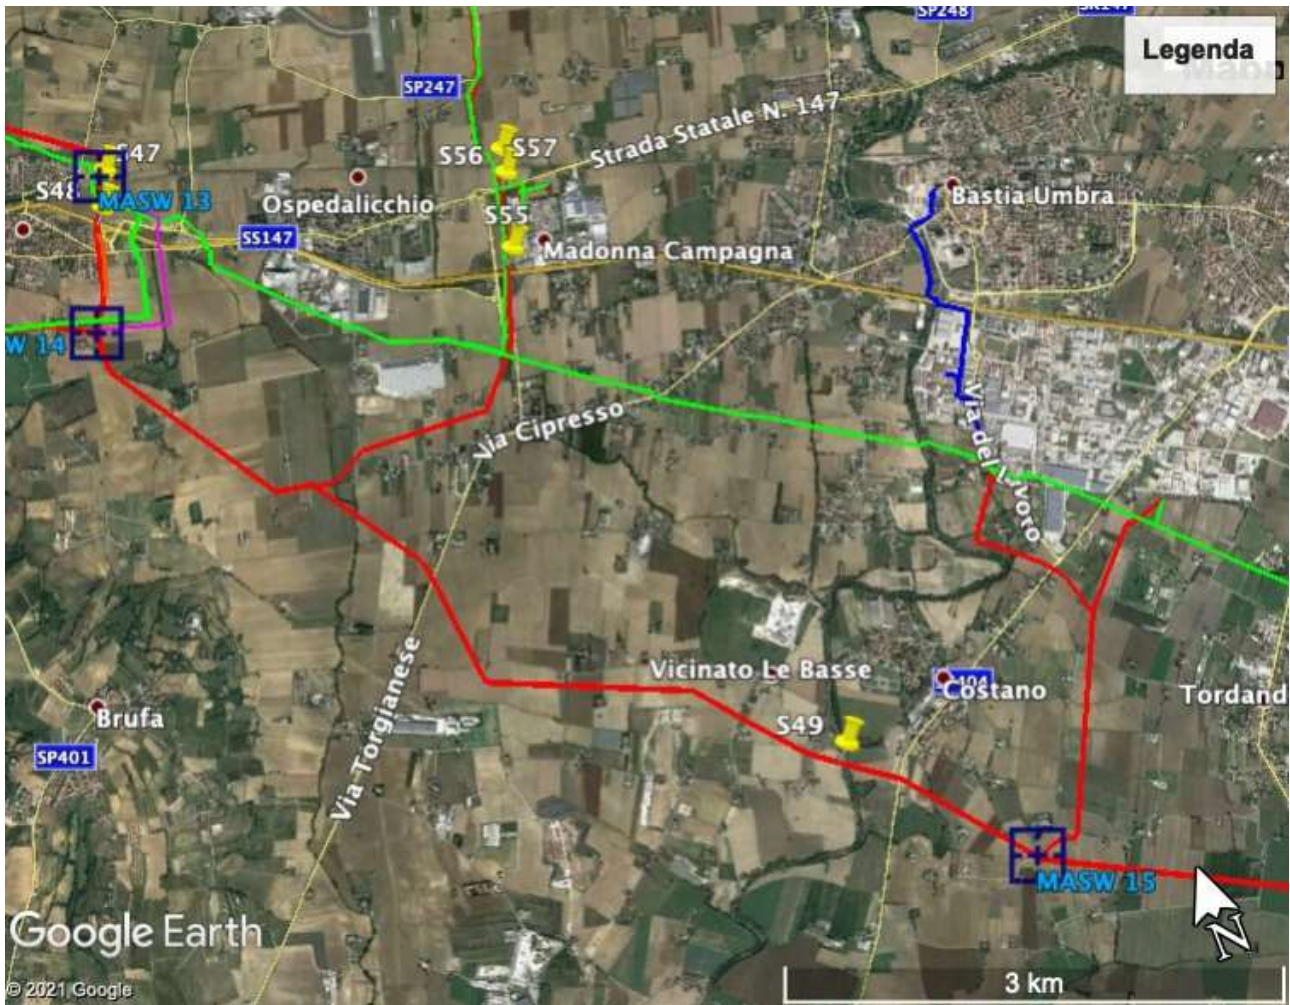 SP248
SR147
Legenda
SP247
Strada Statale N. 147
S47
S56
S57
S48
MASW 13
Ospedalicchio
Bastia Umbra
S55
SS147
Madonna Campagna
W 14
Via Cipresso
Via del Lavoro
Via Torgianese
Vicinato Le Basse
Costano
Tordand
Brufa
S49
SP401
MASW 15
Google Earth
N
© 2021 Google
3 km